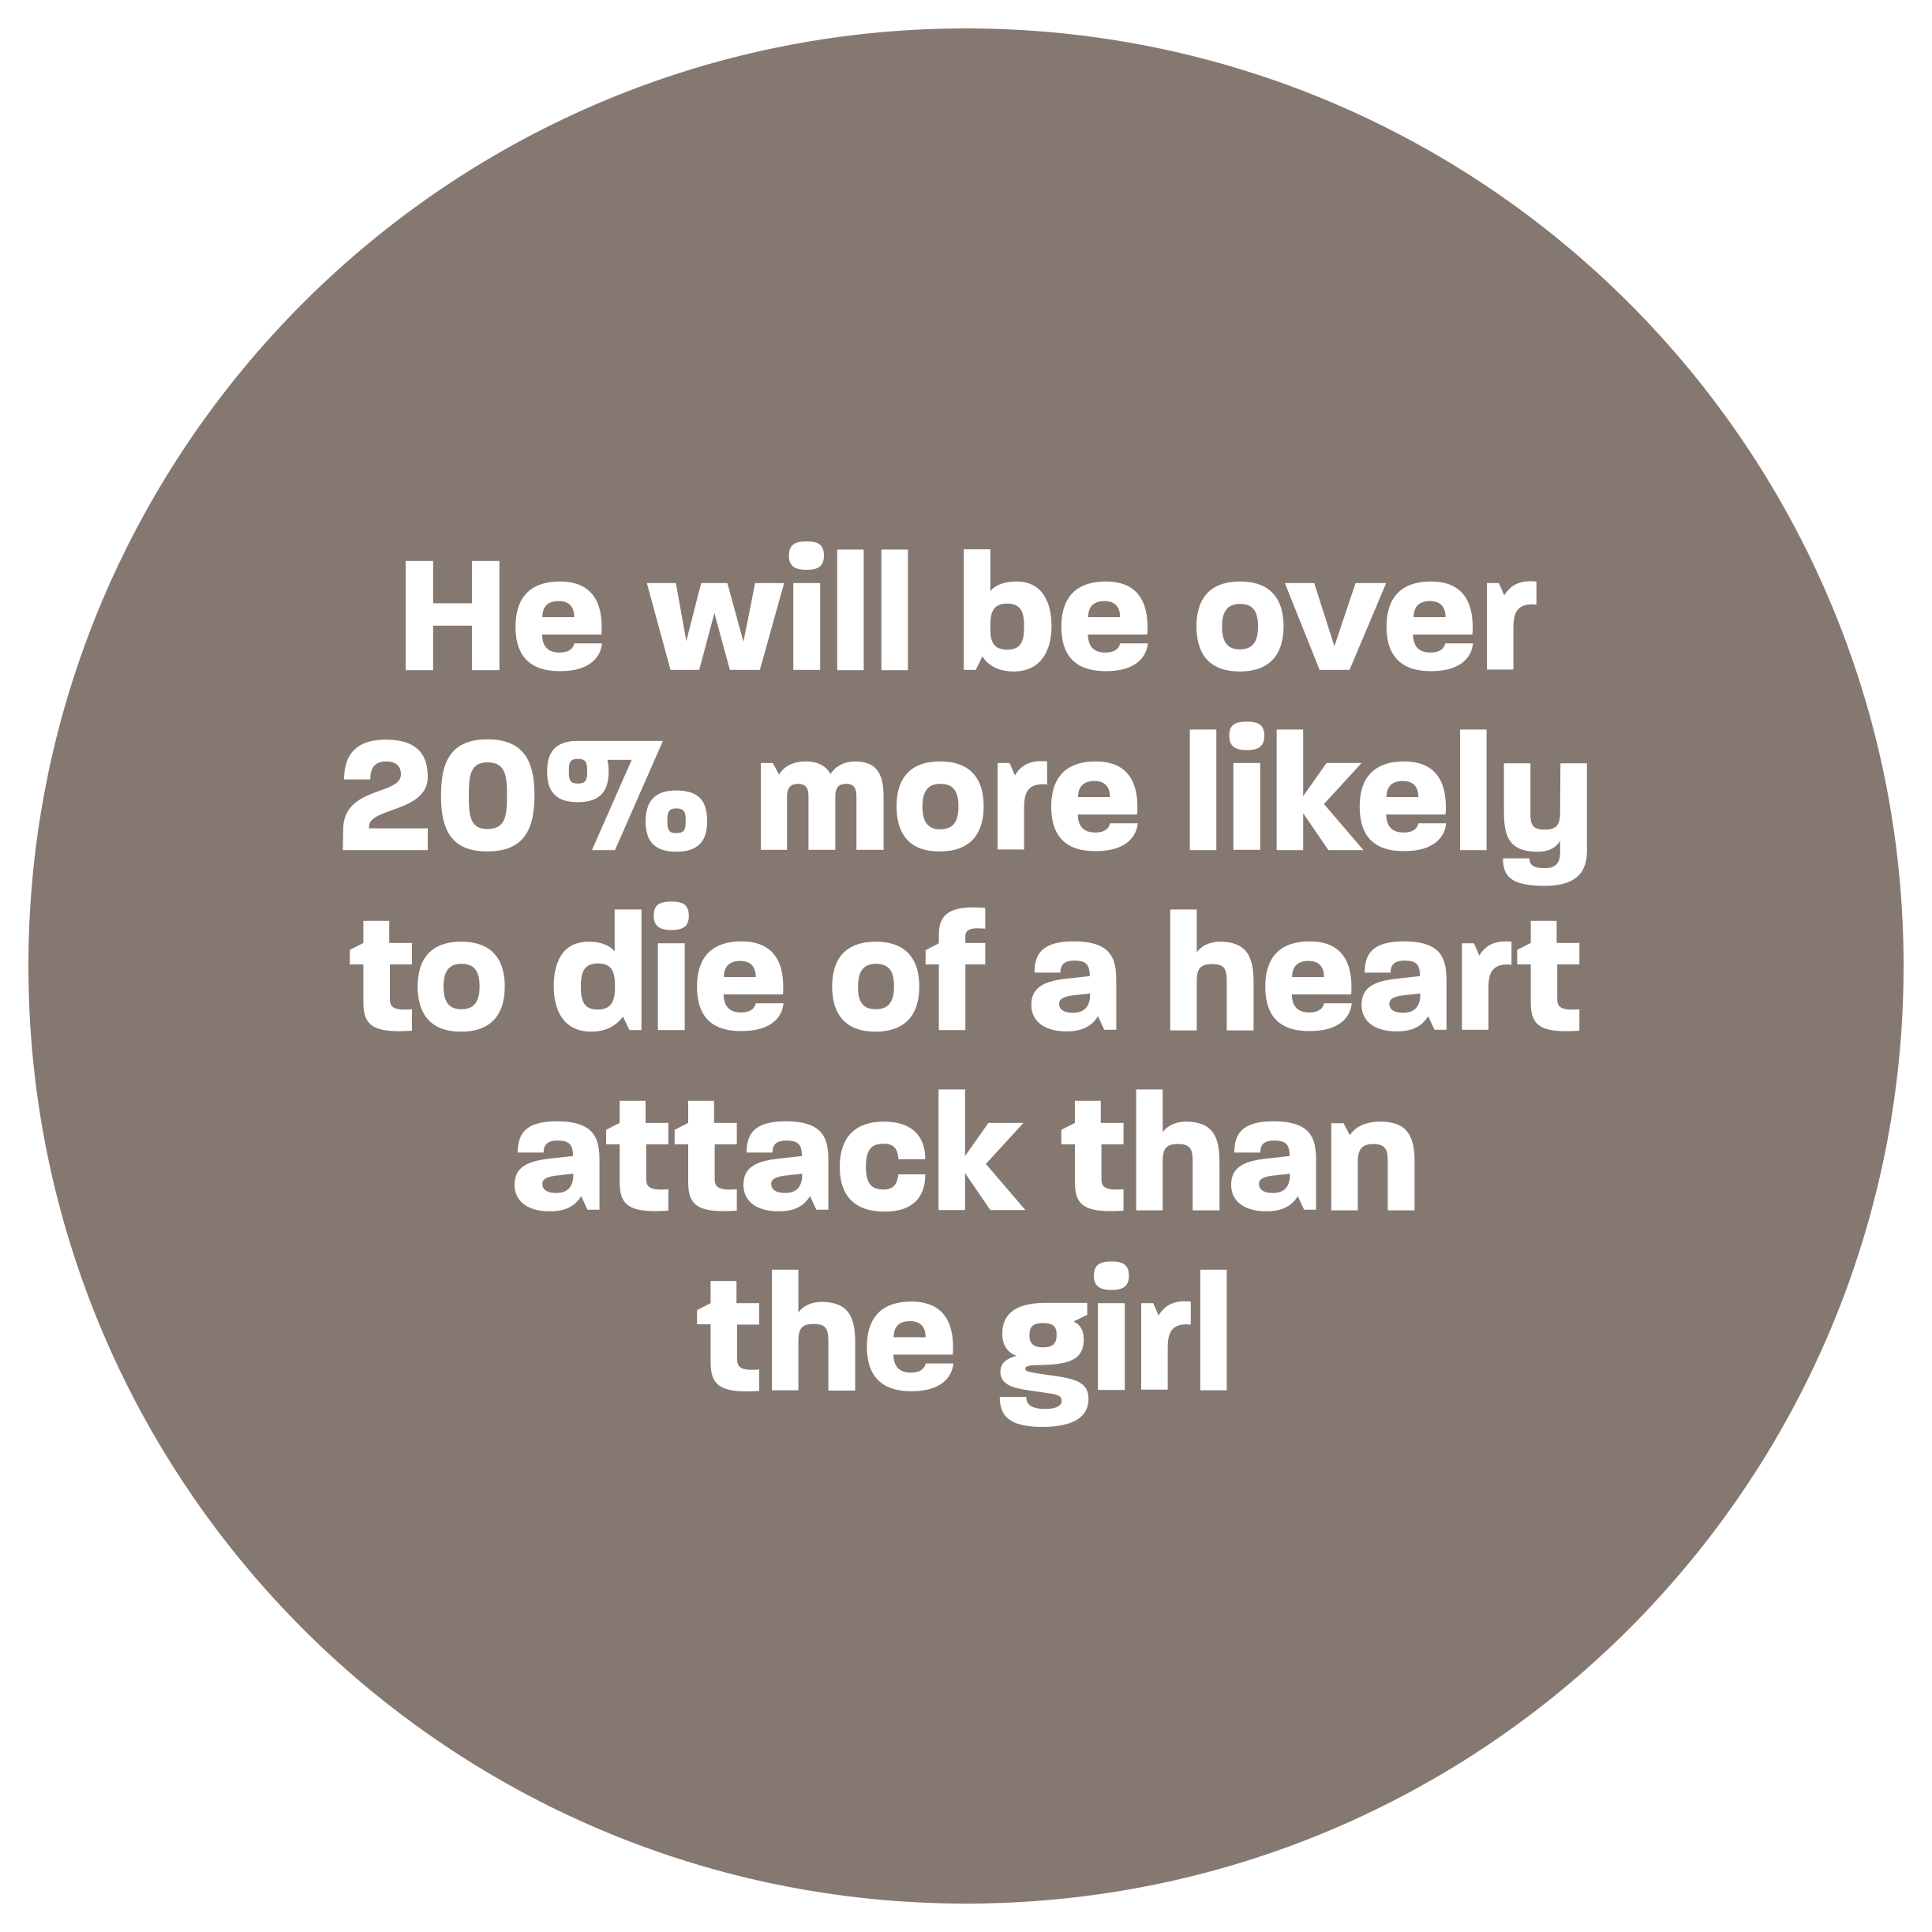 He will be over
20% more likely
to die of a heart
attack than
the girl